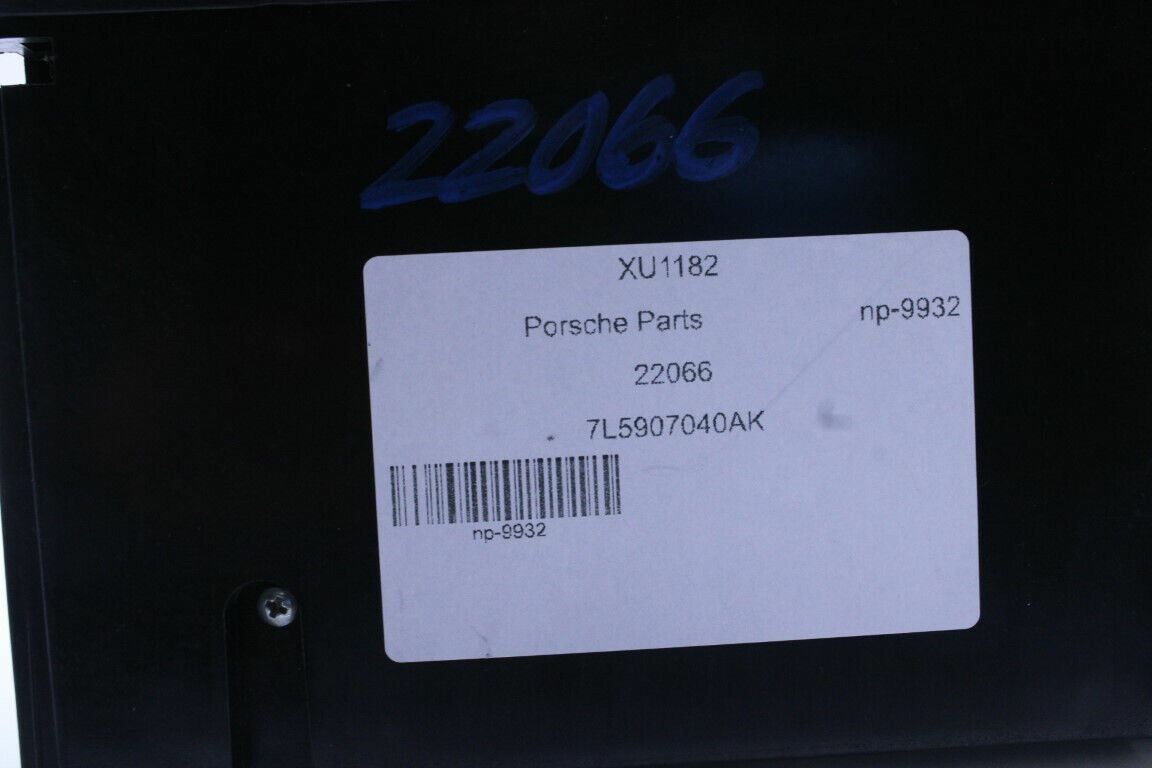 22066
XU1182
Porsche Parts np-9932
22066
7L5907040AK
np-9932